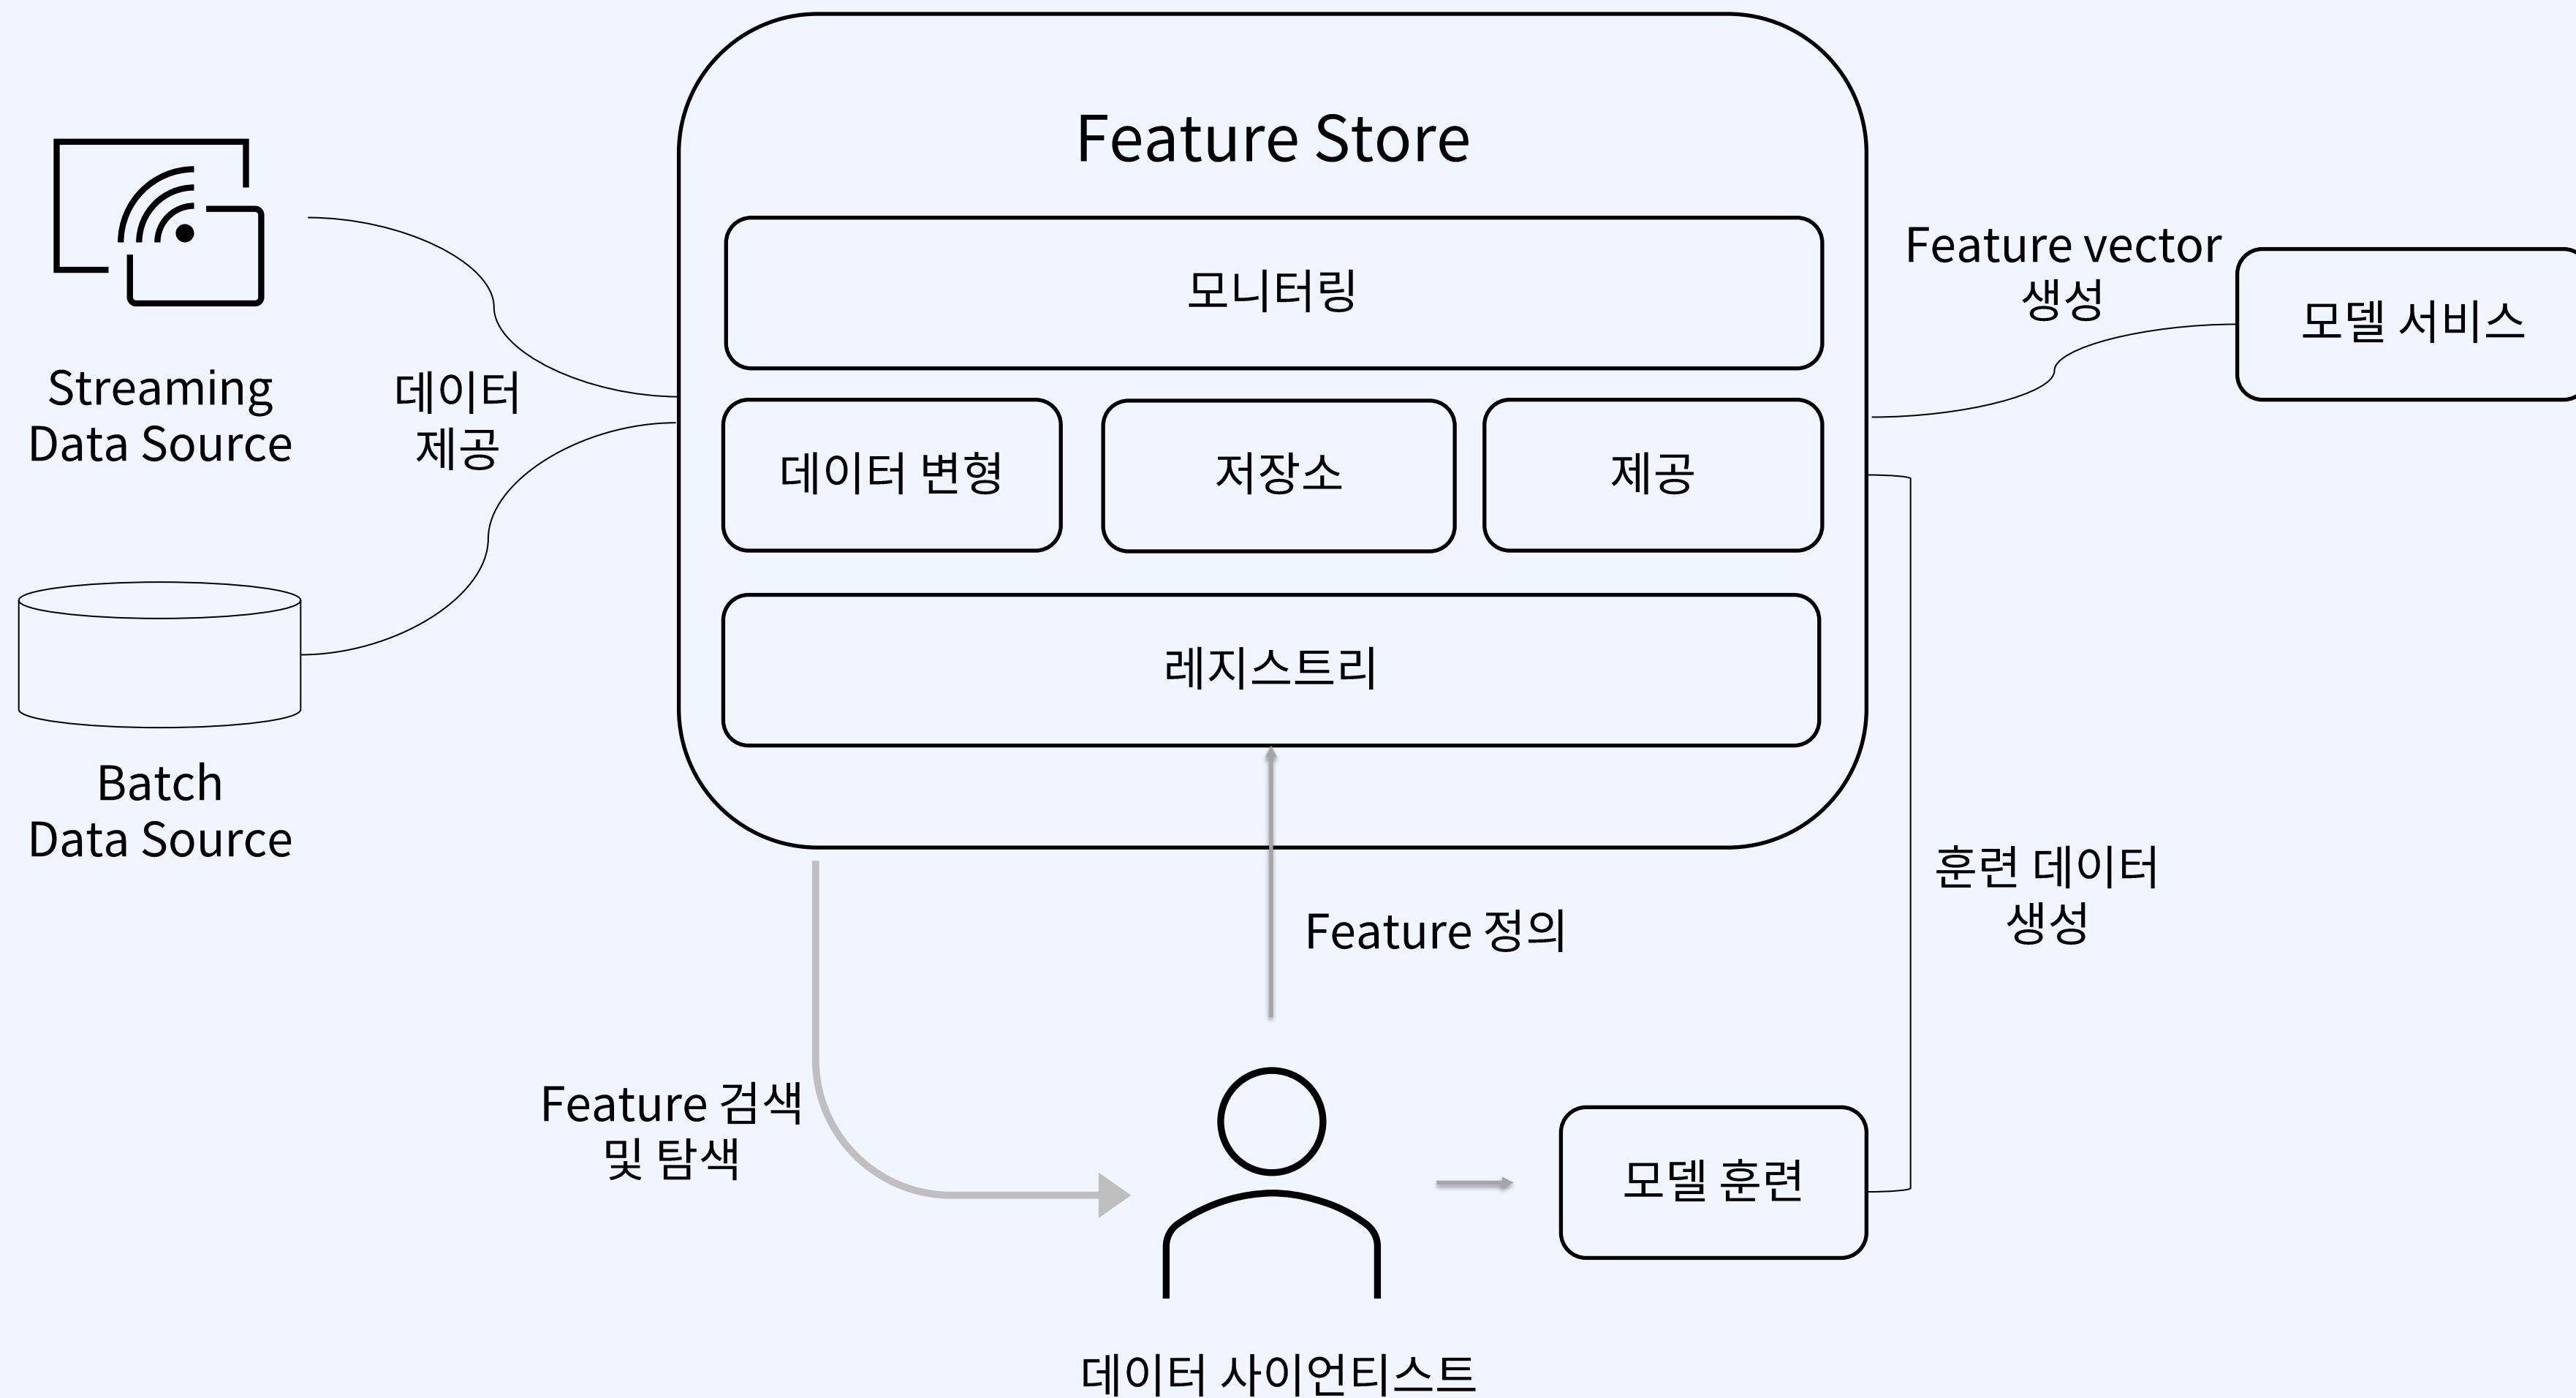 Feature Store
모니터링
데이터 변형
저장소
제공
레지스트리
Streaming
Data Source
데이터
제공
Batch
Data Source
Feature vector
생성
모델 서비스
훈련 데이터
생성
Feature 정의
Feature 검색
및 탐색
모델 훈련
데이터 사이언티스트